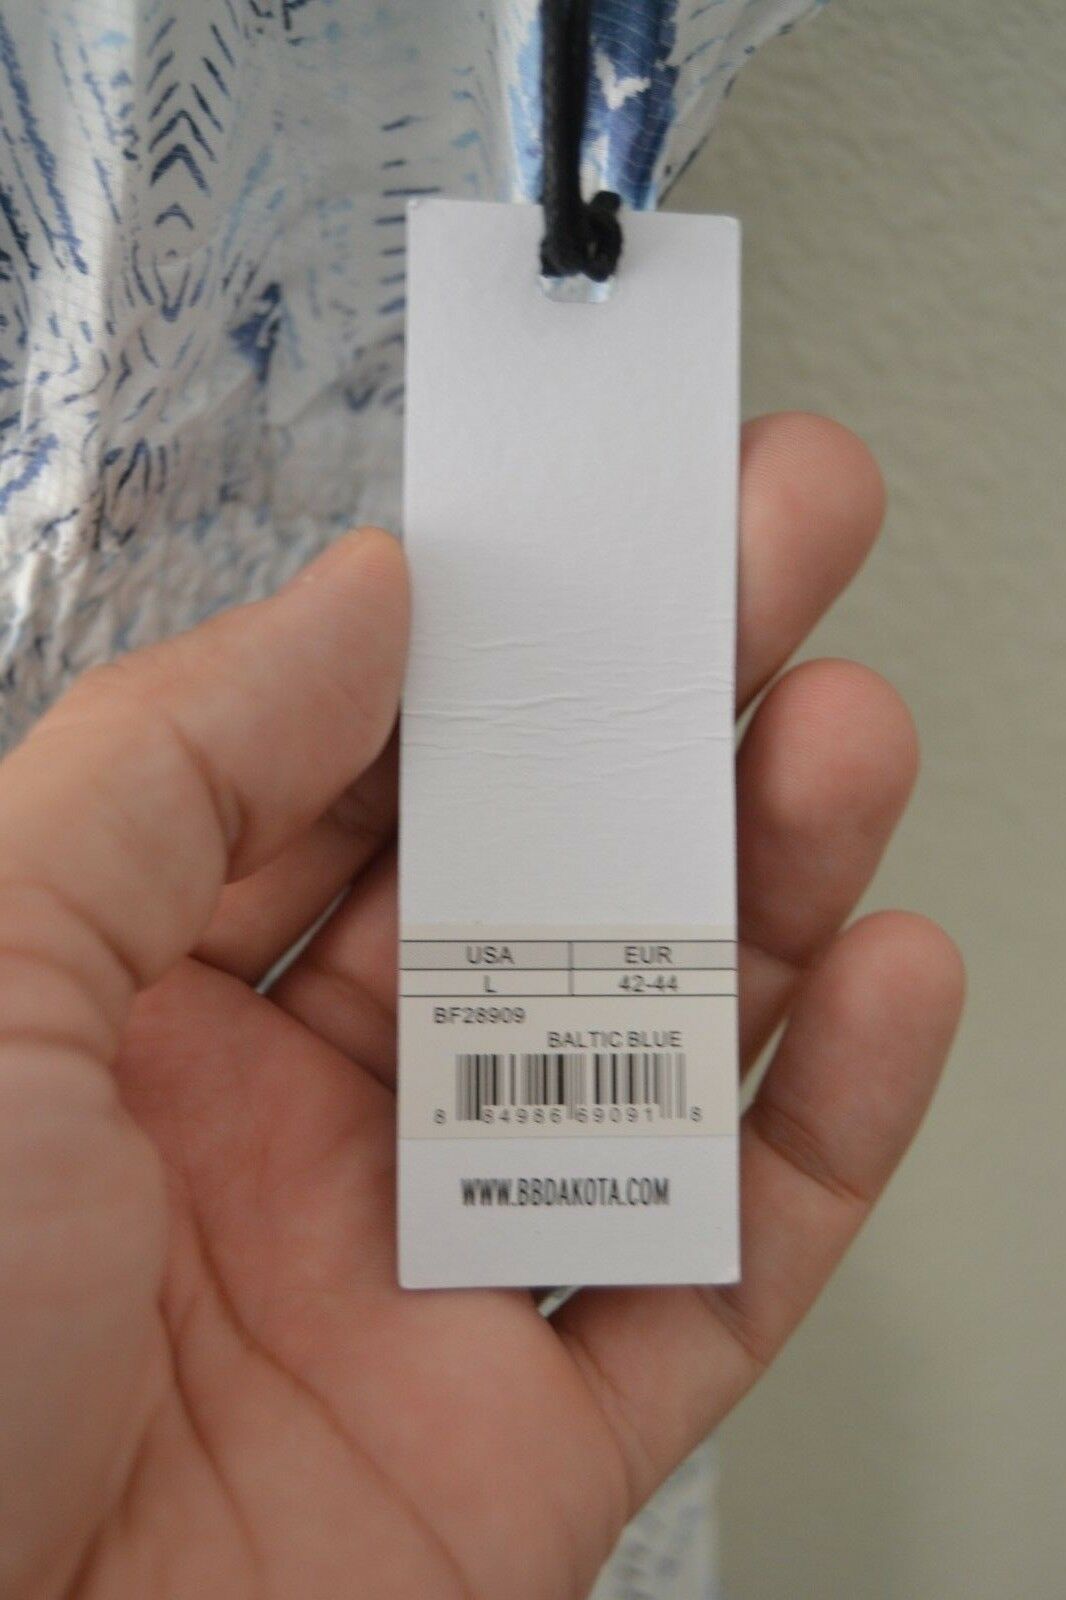 USA EUR
L 42-44
BF28909
BALTIC BLUE
8 84986 69091 8
WWW.BBDAKOTA.COM